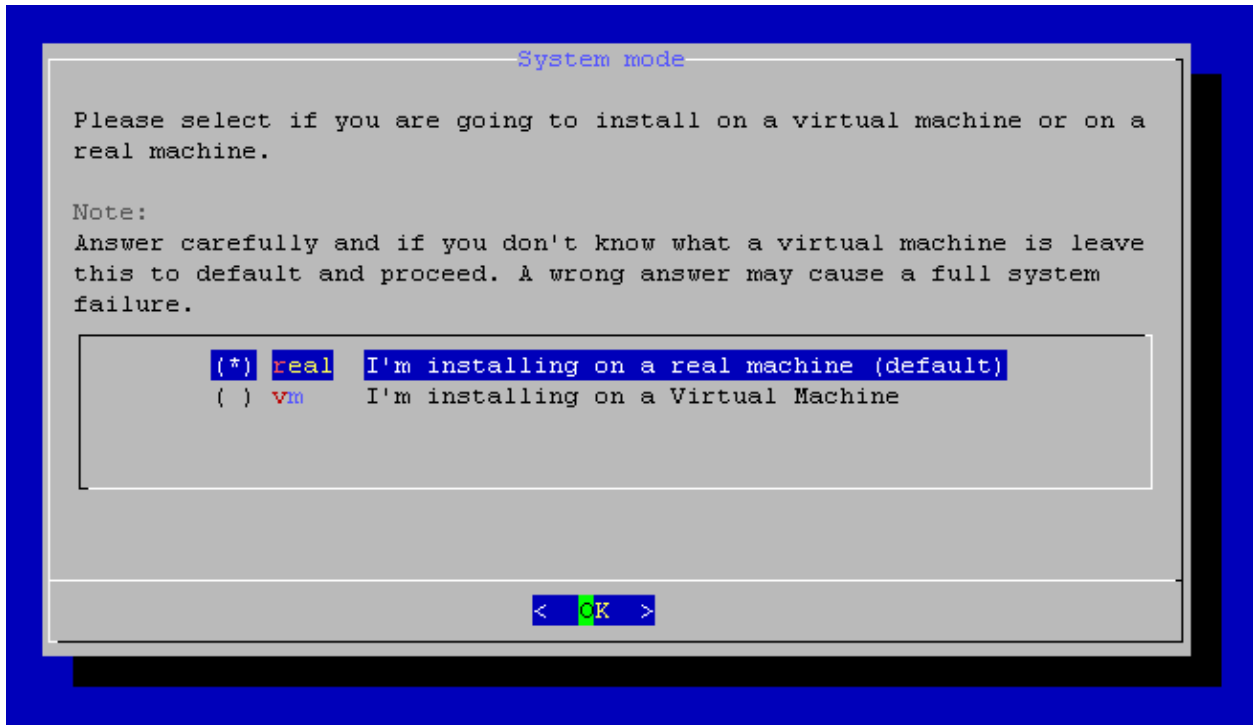 System mode
Please select if you are going to install on a virtual machine or on a
real machine.
Note:
Answer carefully and if you don't know what a virtual machine is leave
this to default and proceed. A wrong answer may cause a full system
failure.
(*) real I'm installing on a real machine (default)
( ) vm I'm installing on a Virtual Machine
< OK >